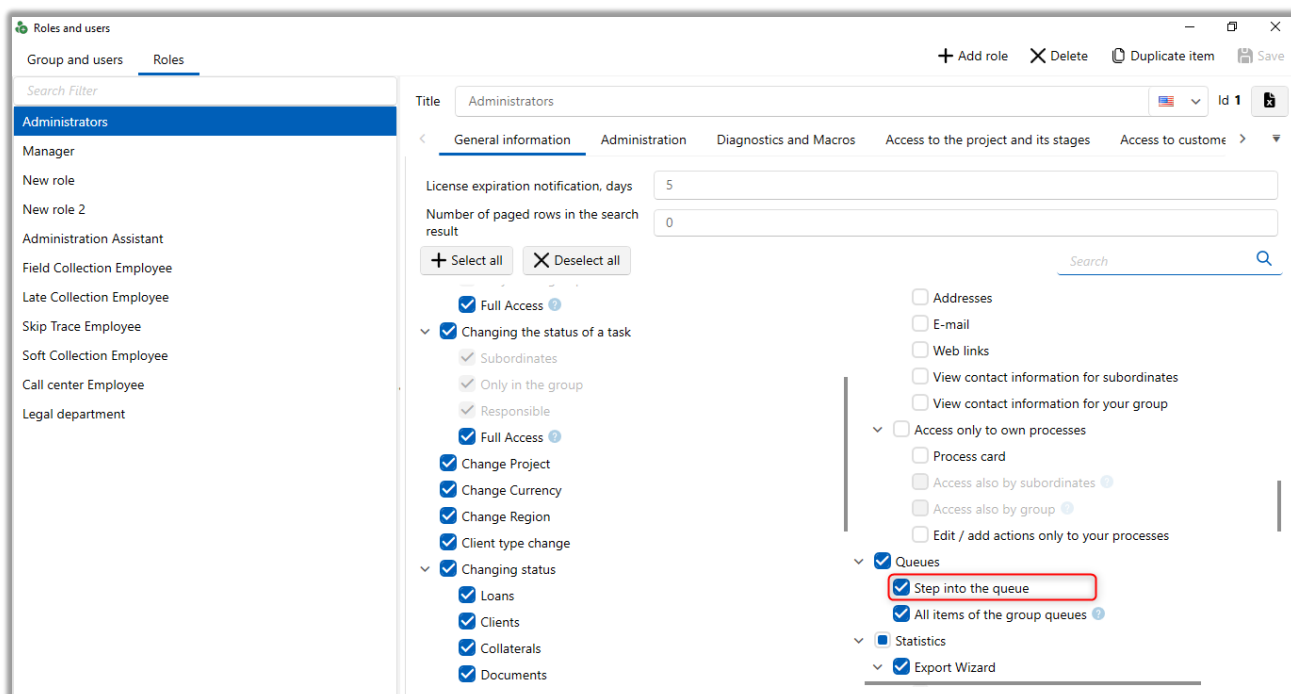 Roles and users
Group and users
Roles
Add role
Delete
Duplicate item
Save
Search Filter
Administrators
Manager
New role
New role 2
Administration Assistant
Field Collection Employee
Late Collection Employee
Skip Trace Employee
Soft Collection Employee
Call center Employee
Legal department
Title
Administrators
Id 1
General information
Administration
Diagnostics and Macros
Access to the project and its stages
Access to custome
License expiration notification, days
5
Number of paged rows in the search
result
0
Select all
Deselect all
Search
Full Access
Changing the status of a task
Subordinates
Only in the group
Responsible
Full Access
Change Project
Change Currency
Change Region
Client type change
Changing status
Loans
Clients
Collaterals
Documents
Addresses
E-mail
Web links
View contact information for subordinates
View contact information for your group
Access only to own processes
Process card
Access also by subordinates
Access also by group
Edit / add actions only to your processes
Queues
Step into the queue
All items of the group queues
Statistics
Export Wizard